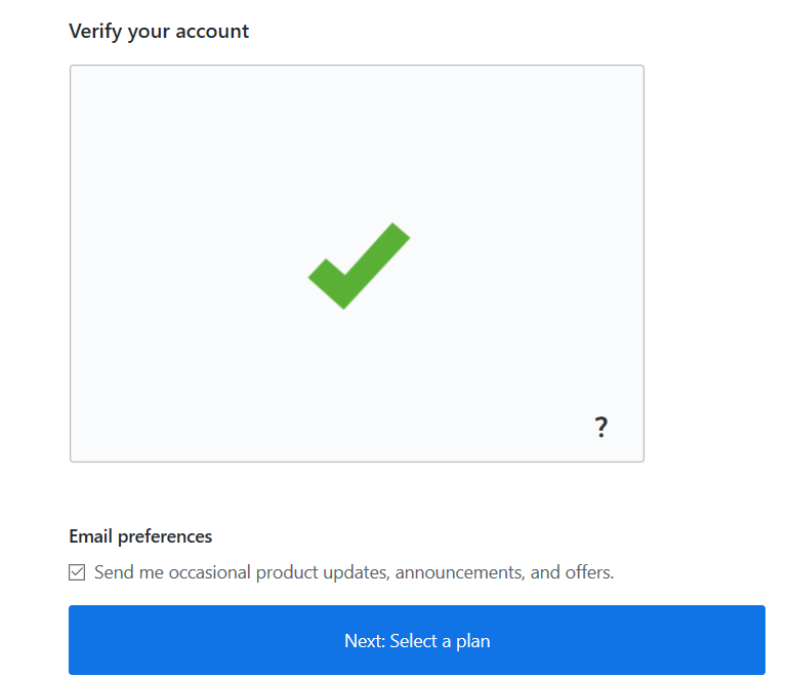 Verify your account
?
Email preferences
Send me occasional product updates, announcements, and offers.
Next: Select a plan